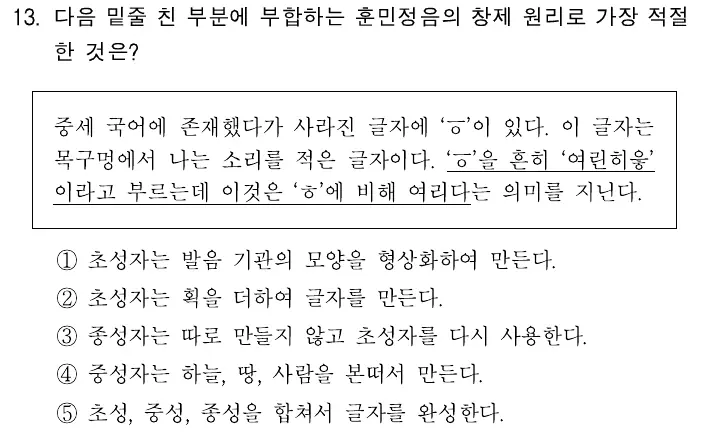 13. 다음 밑줄 친 부분에 부합하는 훈민정음의 창제 원리로 가장 적절
한 것은?
중세 국어에 존재했다가 사라진 글자에 ‘ㆆ’이 있다. 이 글자는
목구멍에서 나는 소리를 적은 글자이다. ‘ㆆ’을 흔히 ‘여린히읗’
이라고 부르는데 이것은 ‘ㅎ’에 비해 여리다는 의미를 지닌다.
① 초성자는 발음 기관의 모양을 형상화하여 만든다.
② 초성자는 획을 더하여 글자를 만든다.
③ 종성자는 따로 만들지 않고 초성자를 다시 사용한다.
④ 중성자는 하늘, 땅, 사람을 본떠서 만든다.
⑤ 초성, 중성, 종성을 합쳐서 글자를 완성한다.